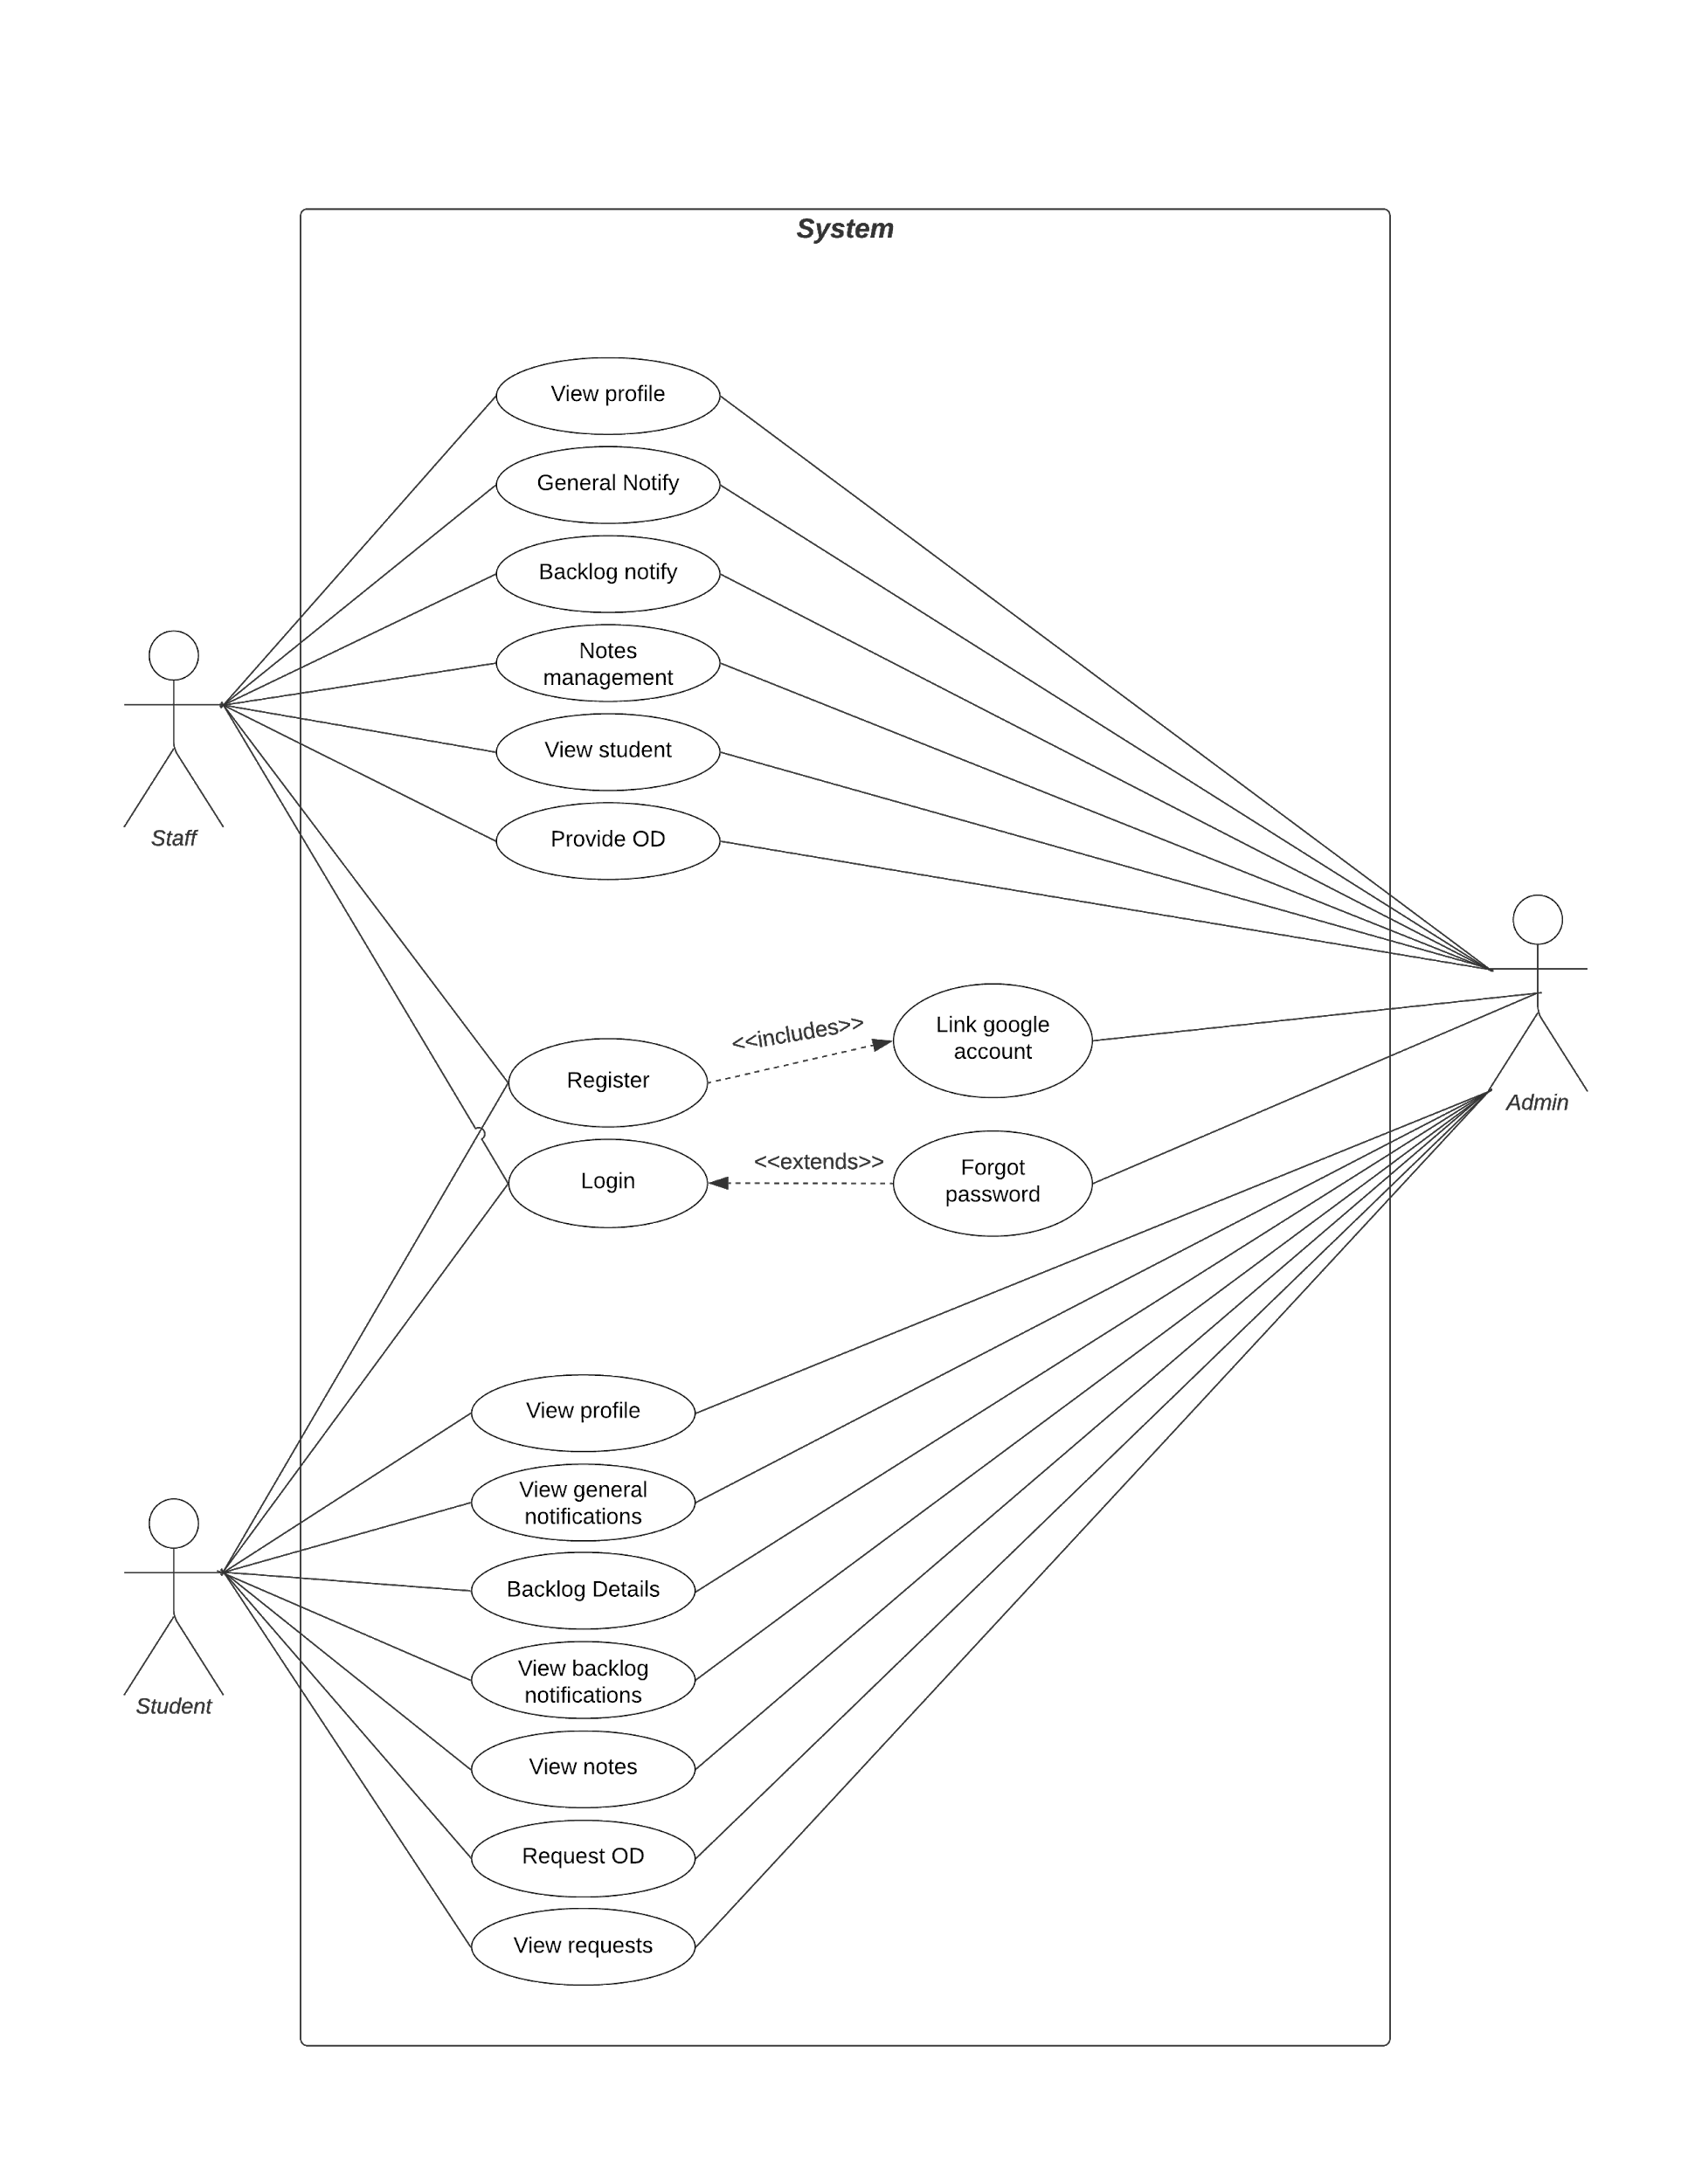 System
View profile
General Notify
Backlog notify
Notes
management
View student
Provide OD
Staff
<<includes>>
Link google
account
Register
Admin
<<extends>>
Forgot
password
Login
View profile
View general
notifications
Backlog Details
View backlog
notifications
Student
View notes
Request OD
View requests